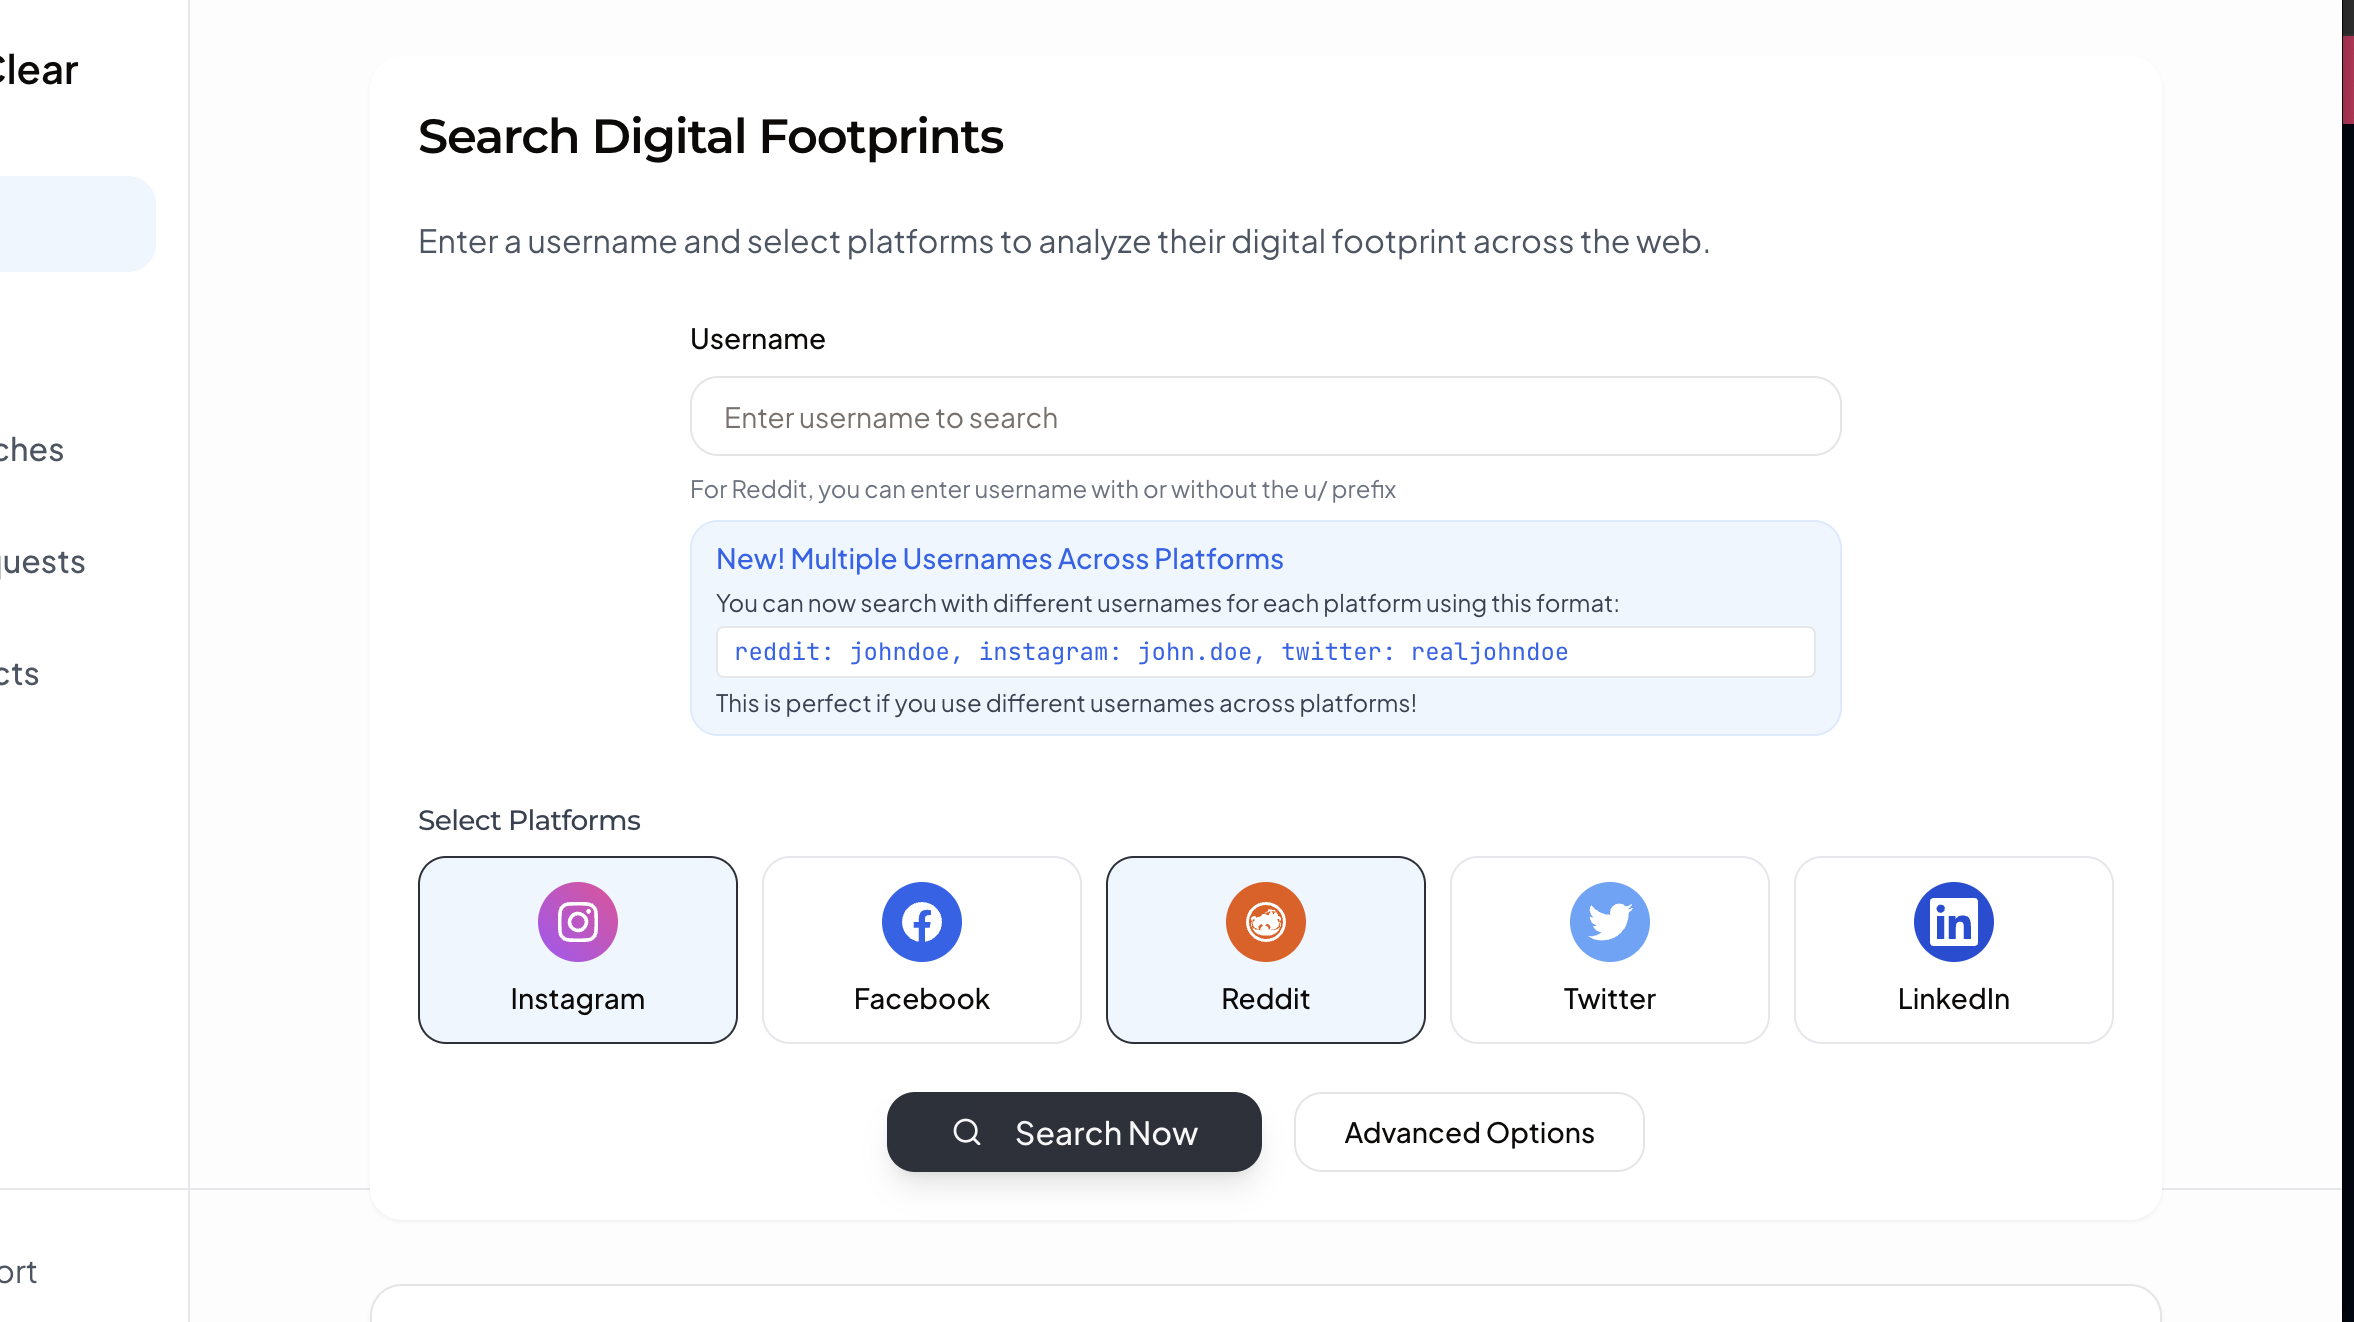 Clear
ches
quests
cts
ort
Search Digital Footprints
Enter a username and select platforms to analyze their digital footprint across the web.
Username
Enter username to search
For Reddit, you can enter username with or without the u/ prefix
New! Multiple Usernames Across Platforms
You can now search with different usernames for each platform using this format:
reddit: johndoe, instagram: john.doe, twitter: realjohndoe
This is perfect if you use different usernames across platforms!
Select Platforms
Instagram
Facebook
Reddit
Twitter
LinkedIn
Search Now
Advanced Options